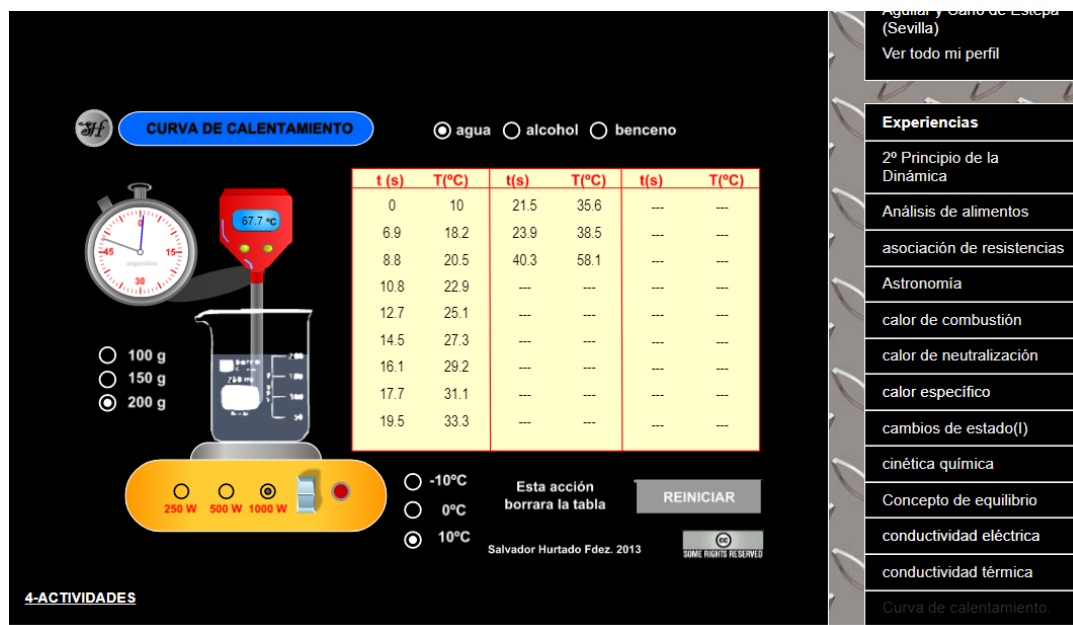 (Sevilla)
Ver todo mi perfil
CURVA DE CALENTAMIENTO
agua alcohol benceno
t (s) T(ºC) t(s) T(ºC) t(s) T(ºC)
0 10 21.5 35.6 --- ---
6.9 18.2 23.9 38.5 --- ---
8.8 20.5 40.3 58.1 --- ---
10.8 22.9 --- --- --- ---
12.7 25.1 --- --- --- ---
14.5 27.3 --- --- --- ---
16.1 29.2 --- --- --- ---
17.7 31.1 --- --- --- ---
19.5 33.3 --- --- --- ---
67.7 ºC
0
45 15
segundos
30
100 g
150 g
200 g
250 W 500 W 1000 W
-10ºC
0ºC
10ºC
Esta acción
borrara la tabla
REINICIAR
Salvador Hurtado Fdez. 2013
cc
SOME RIGHTS RESERVED
4-ACTIVIDADES
Experiencias
2º Principio de la
Dinámica
Análisis de alimentos
asociación de resistencias
Astronomía
calor de combustión
calor de neutralización
calor específico
cambios de estado(I)
cinética química
Concepto de equilibrio
conductividad eléctrica
conductividad térmica
Curva de calentamiento.